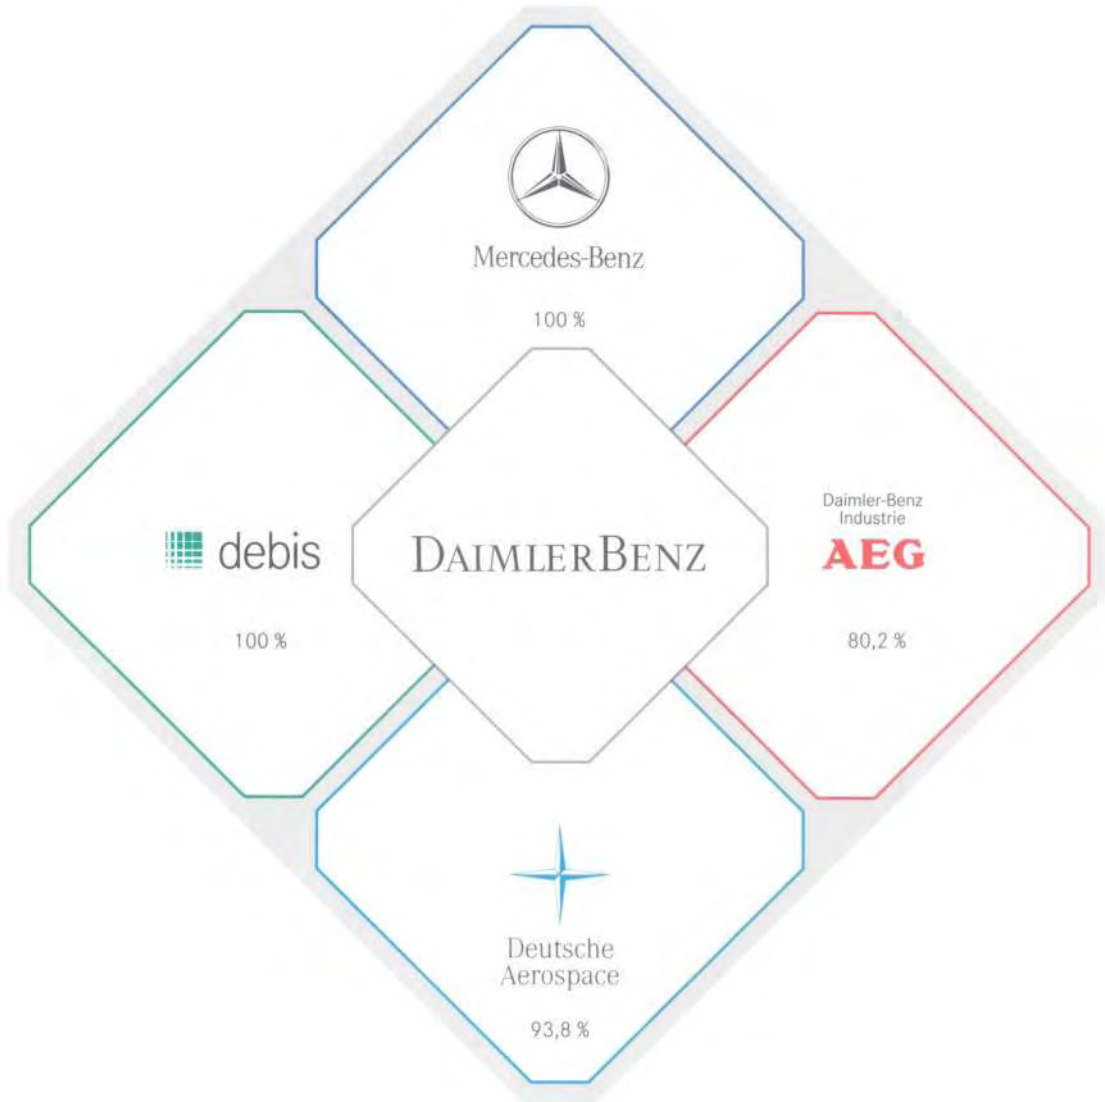 Mercedes-Benz
100 %
debis
100 %
DAIMLERBENZ
Daimler-Benz
Industrie
AEG
80,2 %
Deutsche
Aerospace
93,8 %